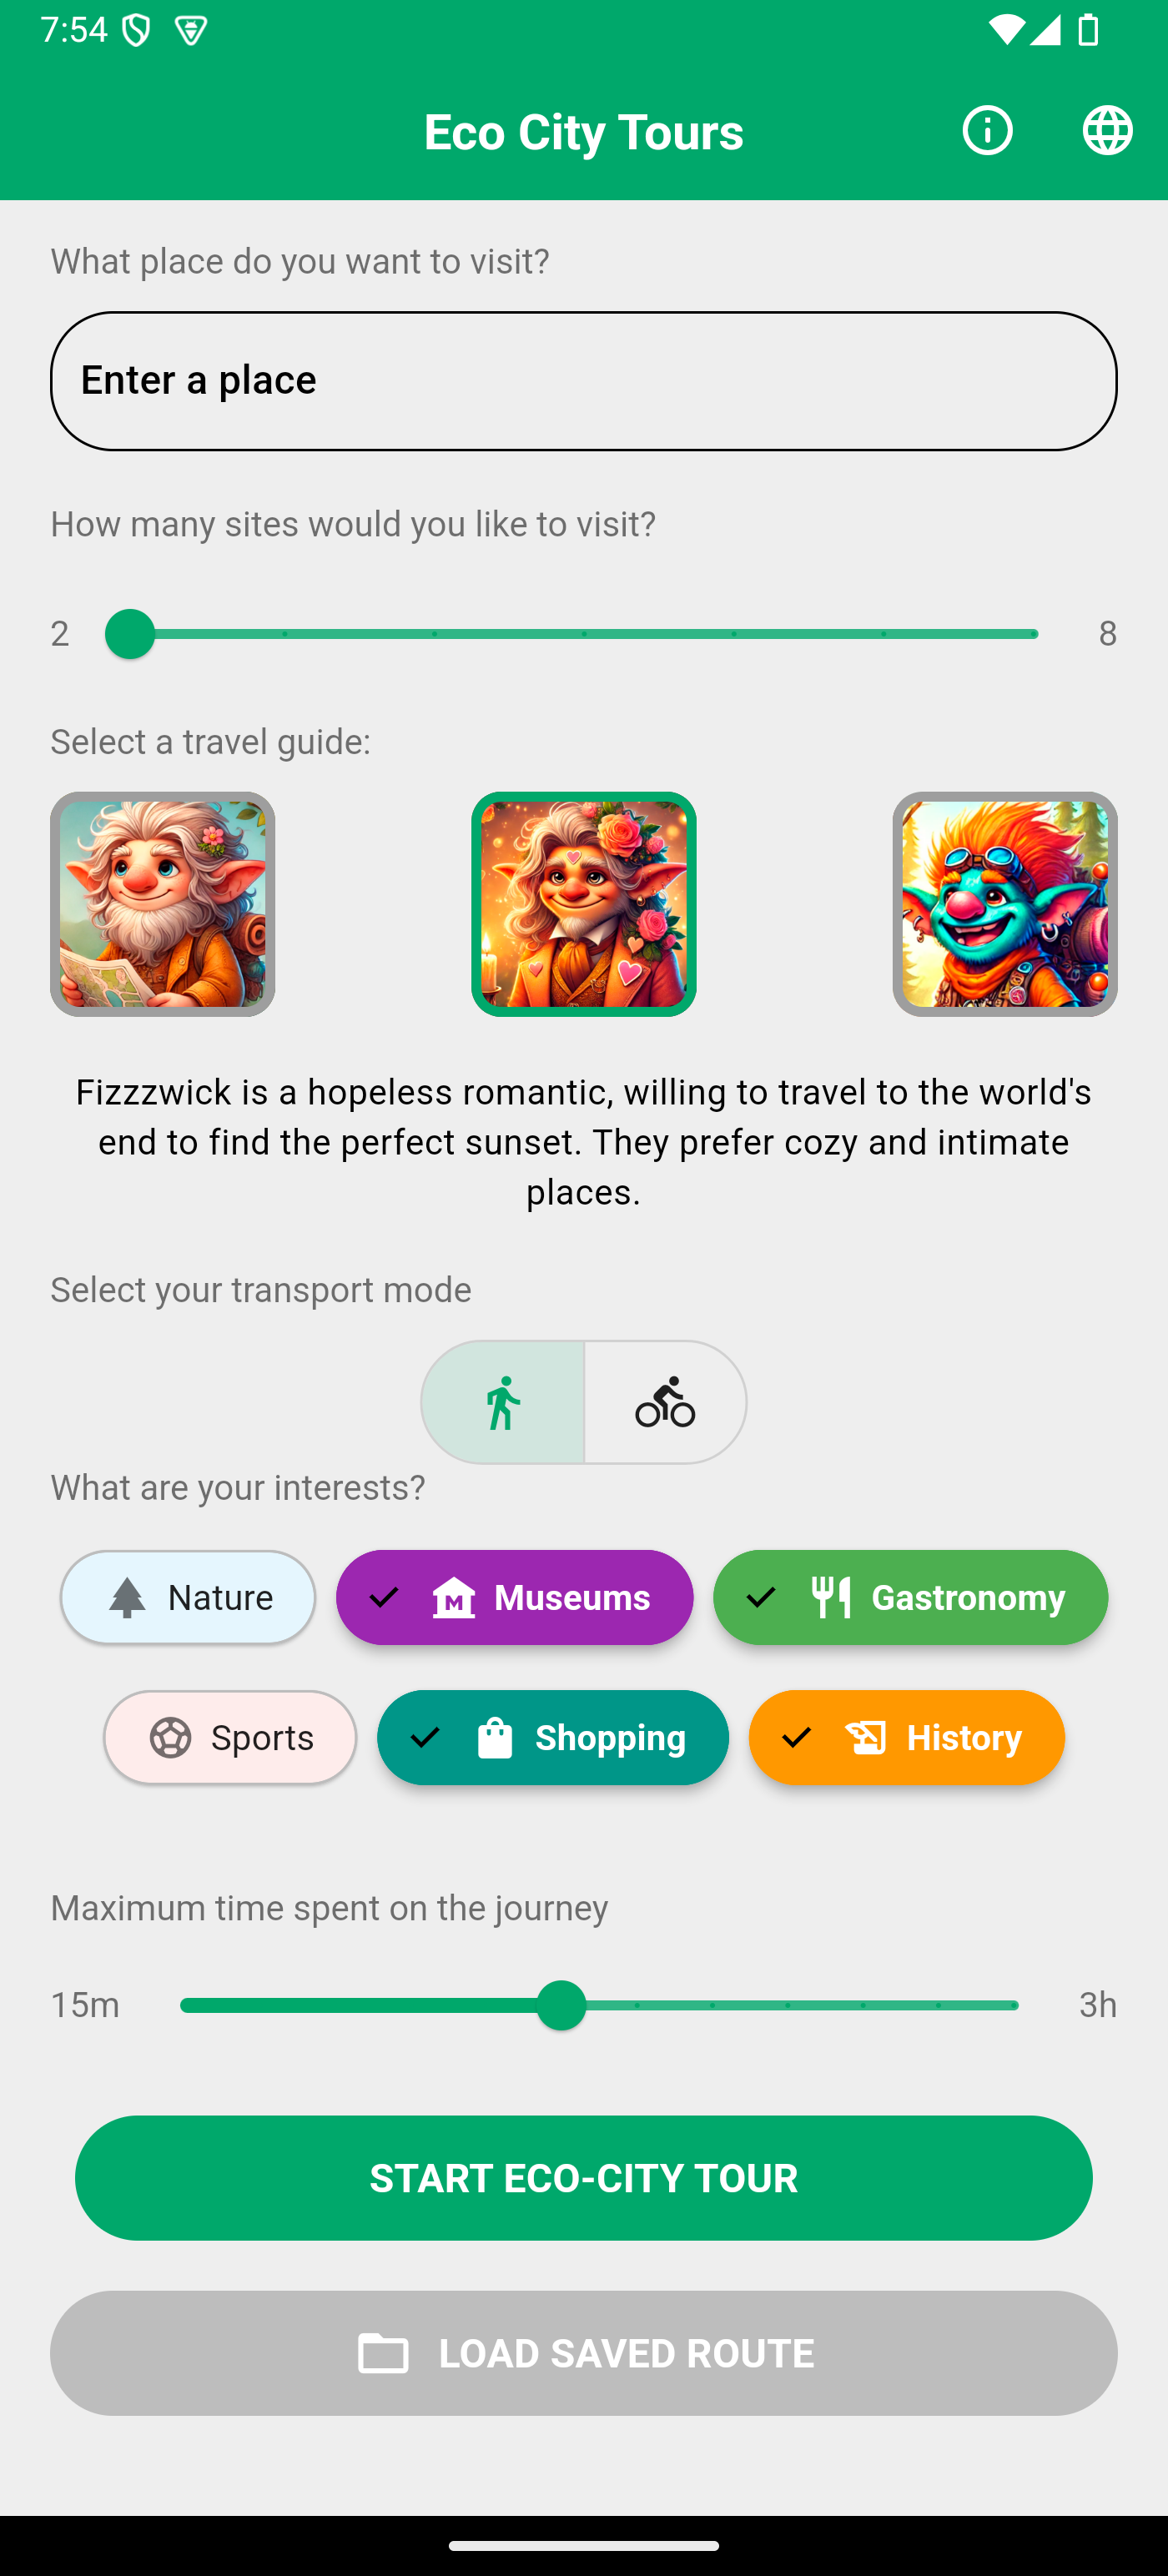 7:54
Eco City Tours
What place do you want to visit?
Enter a place
How many sites would you like to visit?
2 8
Select a travel guide:
Fizzzwick is a hopeless romantic, willing to travel to the world's
end to find the perfect sunset. They prefer cozy and intimate
places.
Select your transport mode
What are your interests?
Nature Museums Gastronomy
Sports Shopping History
Maximum time spent on the journey
15m 3h
START ECO-CITY TOUR
LOAD SAVED ROUTE